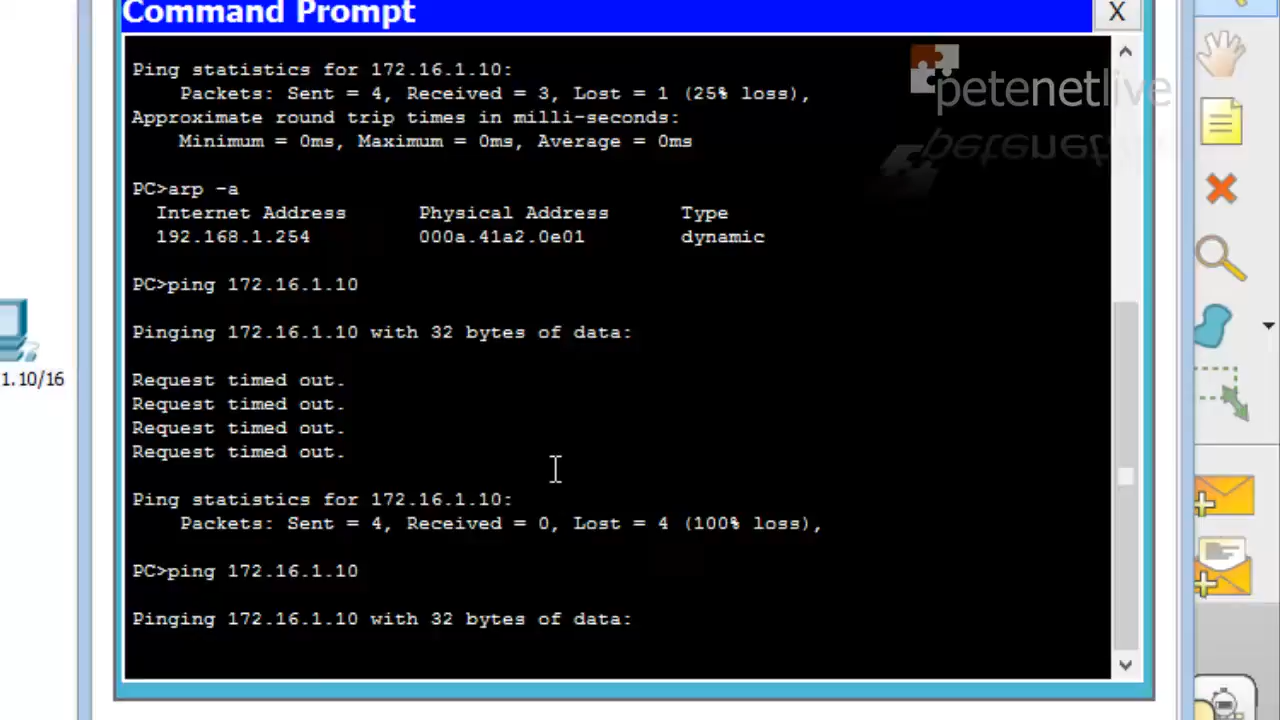 Command Prompt
X
petenetlive
Ping statistics for 172.16.1.10:
Packets: Sent = 4, Received = 3, Lost = 1 (25% loss),
Approximate round trip times in milli-seconds:
Minimum = 0ms, Maximum = 0ms, Average = 0ms
PC>arp -a
Internet Address Physical Address Type
192.168.1.254 000a.41a2.0e01 dynamic
PC>ping 172.16.1.10
Pinging 172.16.1.10 with 32 bytes of data:
Request timed out.
Request timed out.
Request timed out.
Request timed out.
Ping statistics for 172.16.1.10:
Packets: Sent = 4, Received = 0, Lost = 4 (100% loss),
PC>ping 172.16.1.10
Pinging 172.16.1.10 with 32 bytes of data:
1.10/16